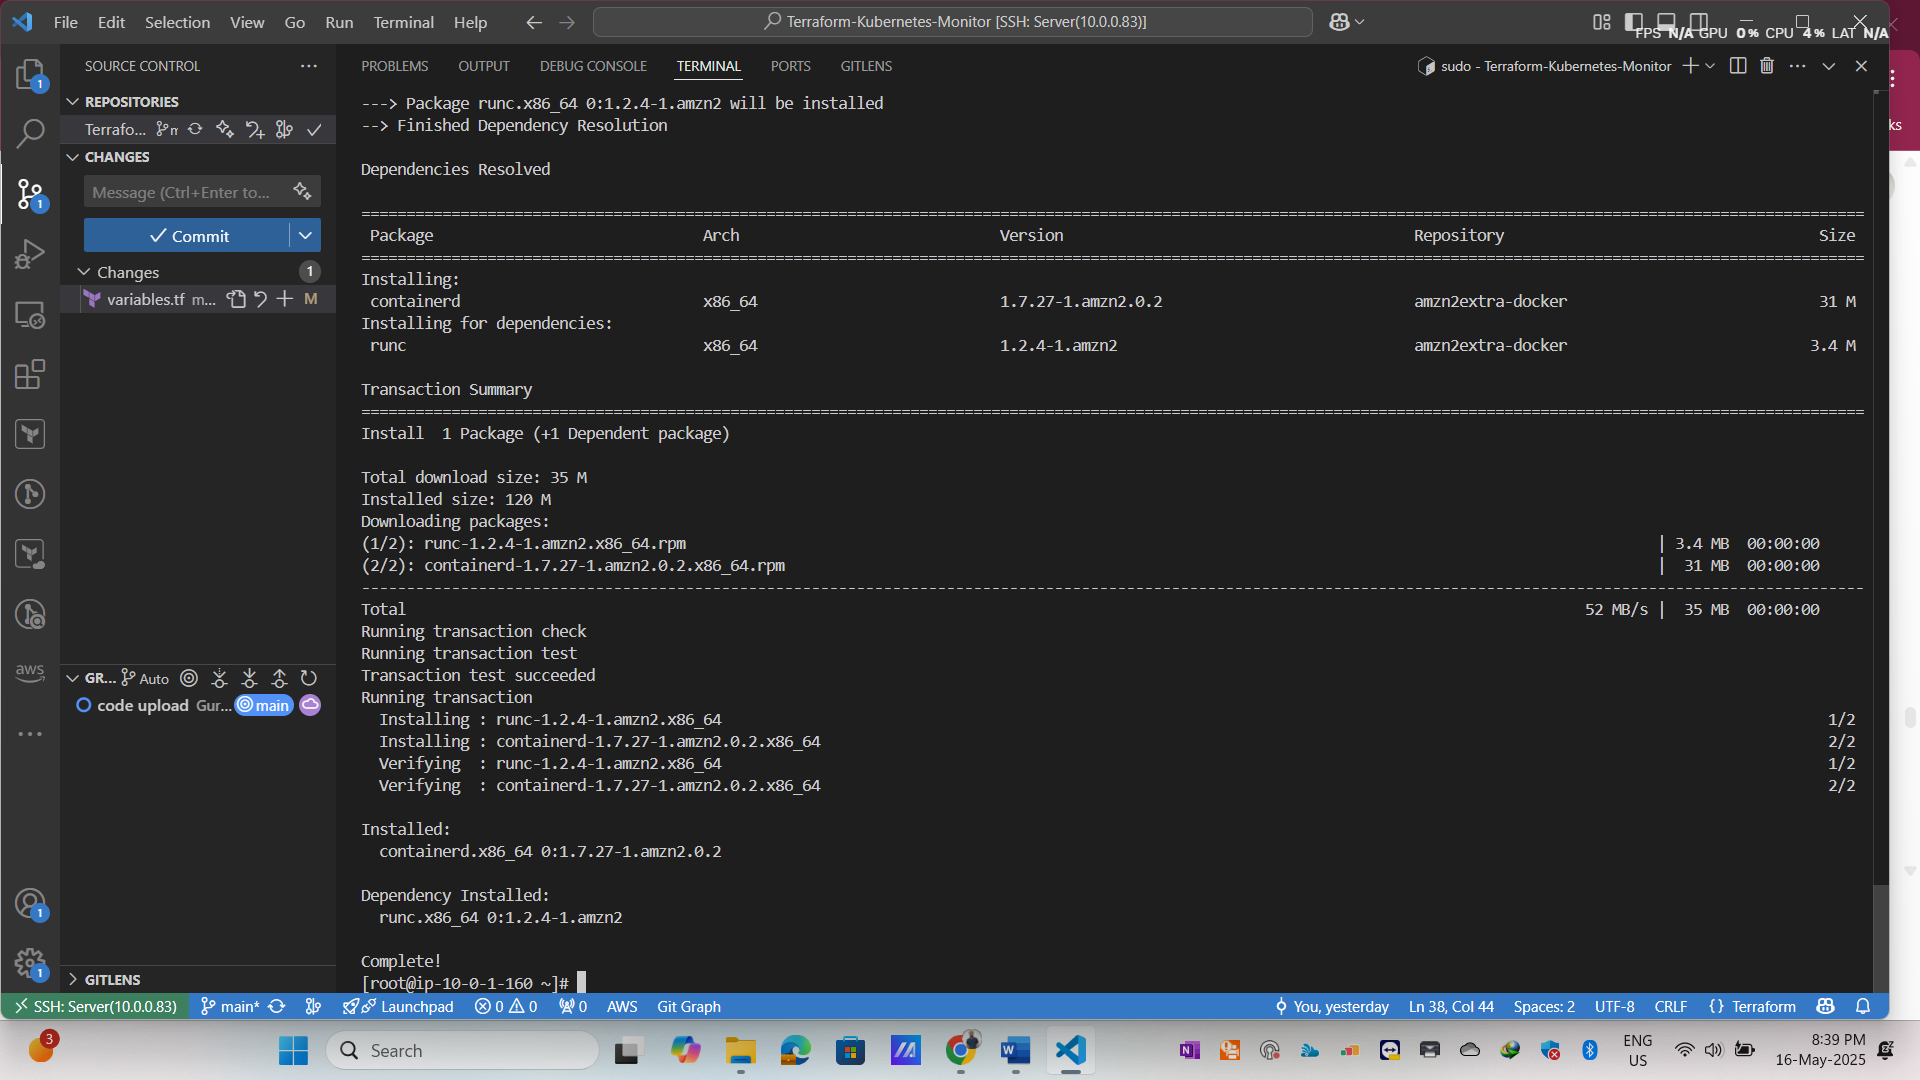 File Edit Selection View Go Run Terminal Help
Terraform-Kubernetes-Monitor [SSH: Server(10.0.0.83)]
FPS N/A GPU 0% CPU 4% LAT N/A
SOURCE CONTROL
PROBLEMS OUTPUT DEBUG CONSOLE TERMINAL PORTS GITLENS
sudo - Terraform-Kubernetes-Monitor
1
REPOSITORIES
Terrafo...
CHANGES
Message (Ctrl+Enter to...
Commit
1
Changes 1
variables.tf m... M
---> Package runc.x86_64 0:1.2.4-1.amzn2 will be installed
--> Finished Dependency Resolution
Dependencies Resolved
================================================================
Package Arch Version Repository Size
================================================================
Installing:
containerd x86_64 1.7.27-1.amzn2.0.2 amzn2extra-docker 31 M
Installing for dependencies:
runc x86_64 1.2.4-1.amzn2 amzn2extra-docker 3.4 M
Transaction Summary
================================================================
Install 1 Package (+1 Dependent package)
Total download size: 35 M
Installed size: 120 M
Downloading packages:
(1/2): runc-1.2.4-1.amzn2.x86_64.rpm | 3.4 MB 00:00:00
(2/2): containerd-1.7.27-1.amzn2.0.2.x86_64.rpm | 31 MB 00:00:00
----------------------------------------------------------------
Total 52 MB/s | 35 MB 00:00:00
Running transaction check
Running transaction test
Transaction test succeeded
Running transaction
Installing : runc-1.2.4-1.amzn2.x86_64 1/2
Installing : containerd-1.7.27-1.amzn2.0.2.x86_64 2/2
Verifying : runc-1.2.4-1.amzn2.x86_64 1/2
Verifying : containerd-1.7.27-1.amzn2.0.2.x86_64 2/2
Installed:
containerd.x86_64 0:1.7.27-1.amzn2.0.2
Dependency Installed:
runc.x86_64 0:1.2.4-1.amzn2
Complete!
[root@ip-10-0-1-160 ~]#
aws
GR... Auto
code upload Gur... main
1
1
GITLENS
SSH: Server(10.0.0.83) main* Launchpad 0 0 0 AWS Git Graph
You, yesterday Ln 38, Col 44 Spaces: 2 UTF-8 CRLF {} Terraform
3
Search
ENG
US
8:39 PM
16-May-2025